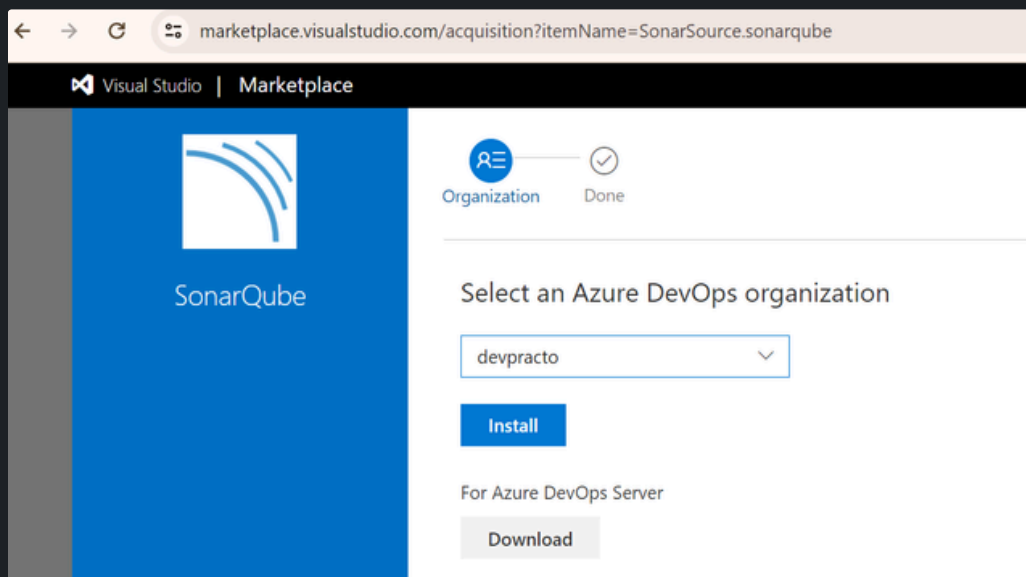 marketplace.visualstudio.com/acquisition?itemName=SonarSource.sonarqube
Visual Studio | Marketplace
SonarQube
Organization
Done
Select an Azure DevOps organization
devpracto
Install
For Azure DevOps Server
Download